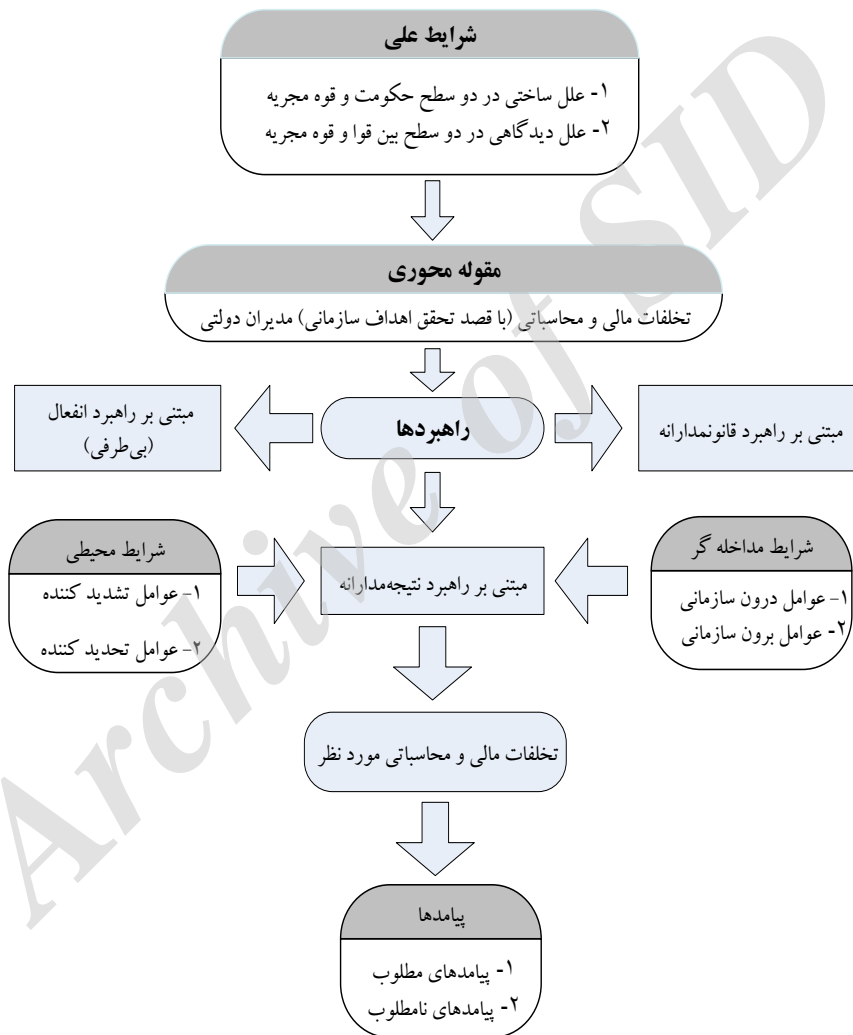 شرایط علی
۱- علل ساختی در دو سطح حکومت و قوه مجریه
۲- علل دیدگاهی در دو سطح بین قوا و قوه مجریه
مقوله محوری
تخلفات مالی و محاسباتی (با قصد تحقق اهداف سازمانی) مدیران دولتی
راهبردها
مبتنی بر راهبرد قانونمدارانه
مبتنی بر راهبرد انفعال
(بی‌طرفی)
شرایط مداخله گر
۱- عوامل درون سازمانی
۲- عوامل برون سازمانی
مبتنی بر راهبرد نتیجه‌مدارانه
شرایط محیطی
۱- عوامل تشدید کننده
۲- عوامل تحدید کننده
تخلفات مالی و محاسباتی مورد نظر
پیامدها
۱- پیامدهای مطلوب
۲- پیامدهای نامطلوب
Archive of SID